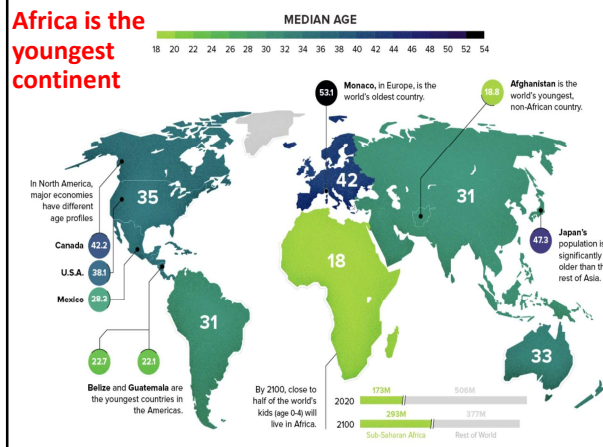 Africa is the
youngest
continent
MEDIAN AGE
18 20 22 24 26 28 30 32 34 36 38 40 42 44 46 48 50 52 54
53.1
Monaco, in Europe, is the
world's oldest country.
18.8
Afghanistan is the
world's youngest,
non-African country.
In North America,
major economies
have different
age profiles
35
42
31
Canada 42.2
U.S.A. 38.1
Mexico 29.3
18
47.3
Japan's
population is
significantly
older than th
rest of Asia.
31
33
22.7
22.1
Belize and Guatemala are
the youngest countries in
the Americas.
By 2100, close to
half of the world's
kids (age 0-4) will
live in Africa.
173M 506M
2020
293M 377M
2100
Sub-Saharan Africa Rest of World